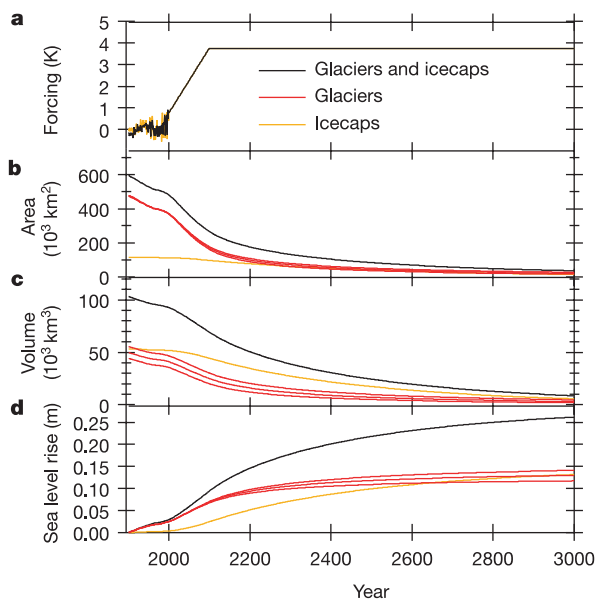 a
5
4
3
2
1
0
Forcing (K)
Glaciers and icecaps
Glaciers
Icecaps
b
600
400
200
0
Area
(10³ km²)
c
100
50
0
Volume
(10³ km³)
d
0.25
0.20
0.15
0.10
0.05
0.00
Sea level rise (m)
2000 2200 2400 2600 2800 3000
Year